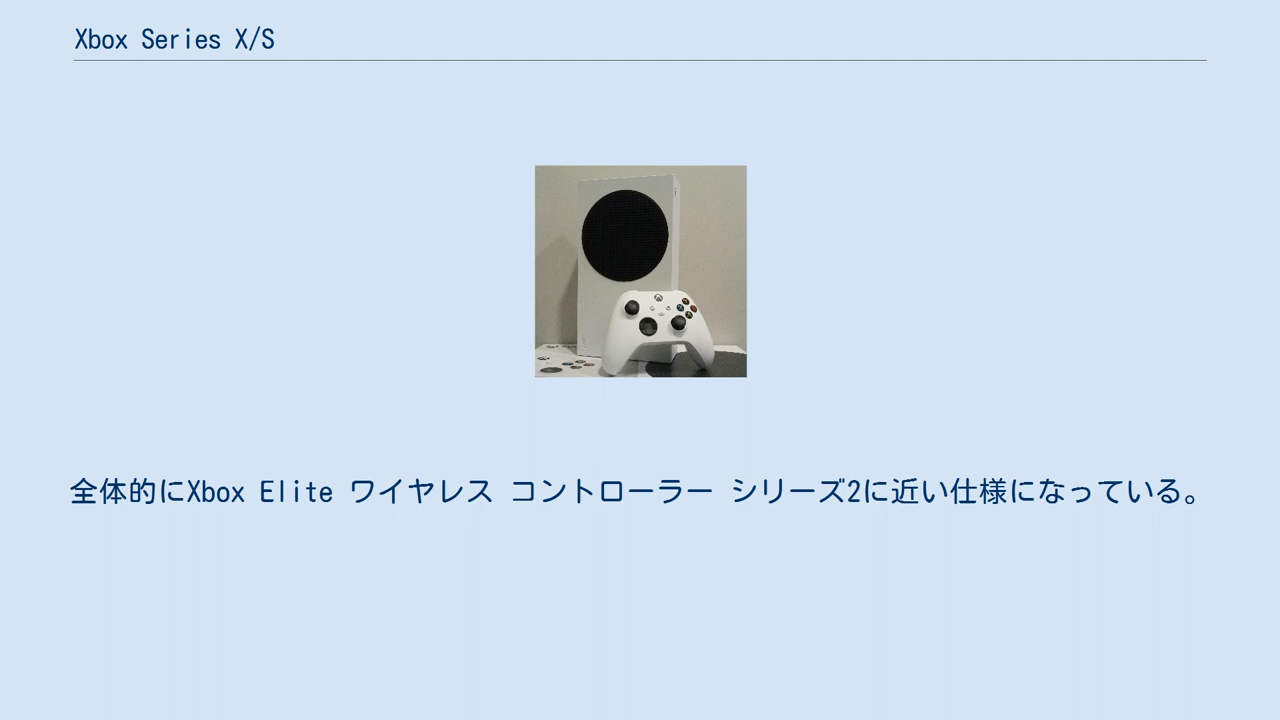 Xbox Series X/S
全体的にXbox Elite ワイヤレス コントローラー シリーズ2に近い仕様になっている。